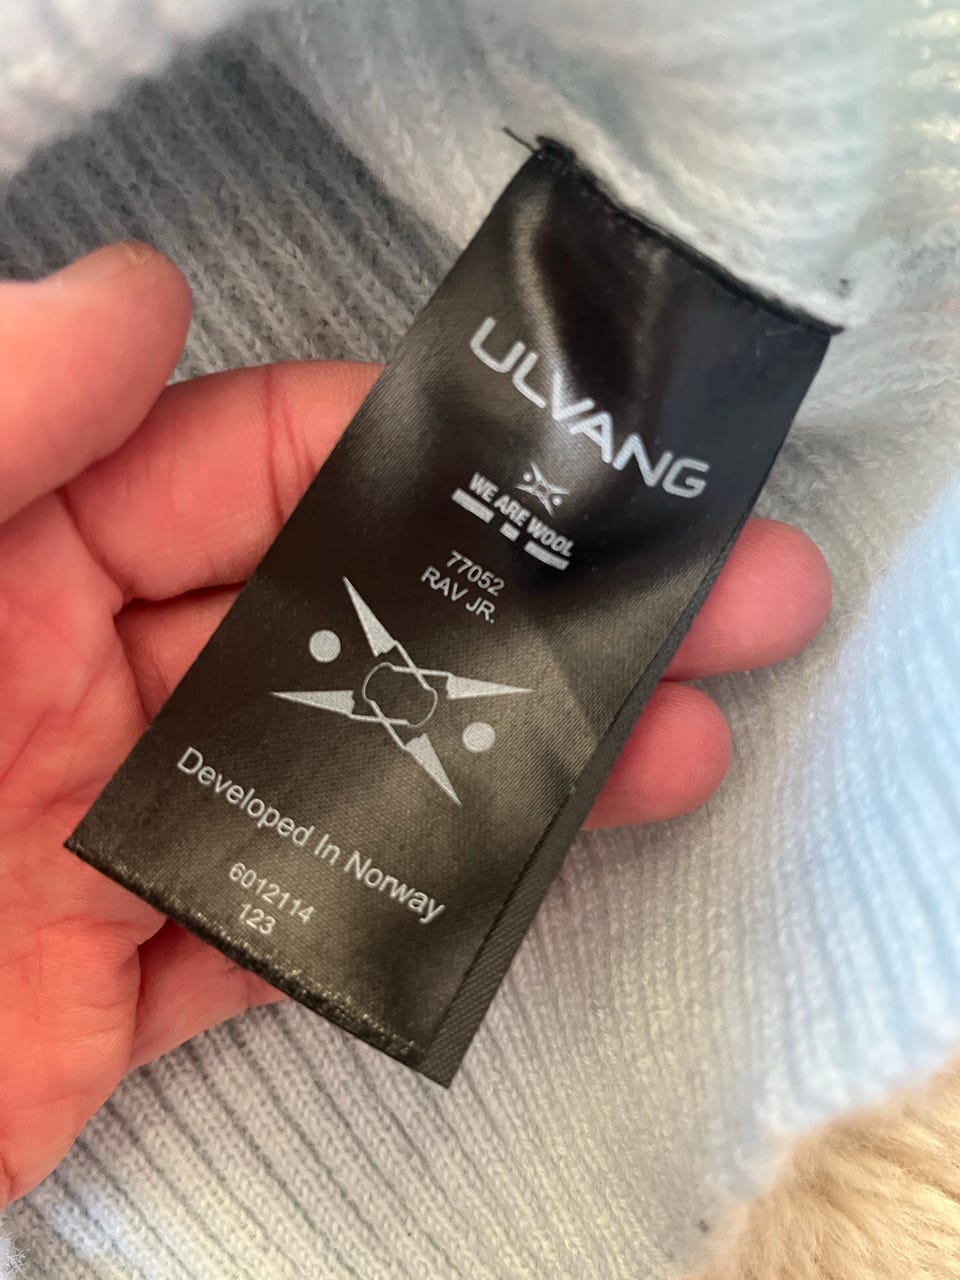 ULVANG
WE ARE WOOL
77052
RAV JR.
Developed In Norway
6012114
123